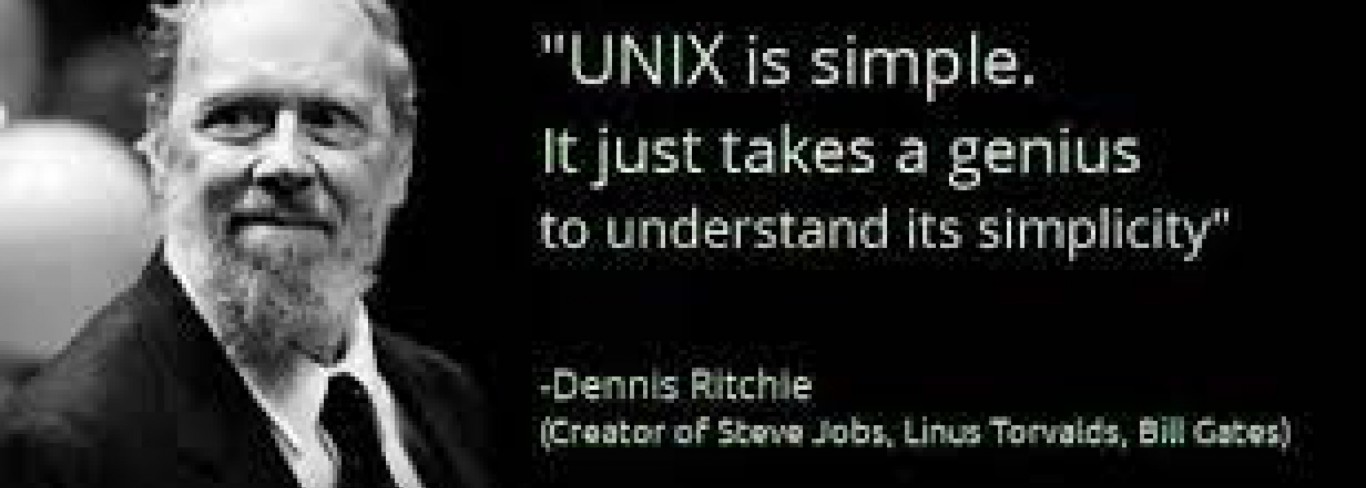 "UNIX is simple.
It just takes a genius
to understand its simplicity"
-Dennis Ritchie
(Creator of Steve Jobs, Linus Torvalds, Bill Gates)